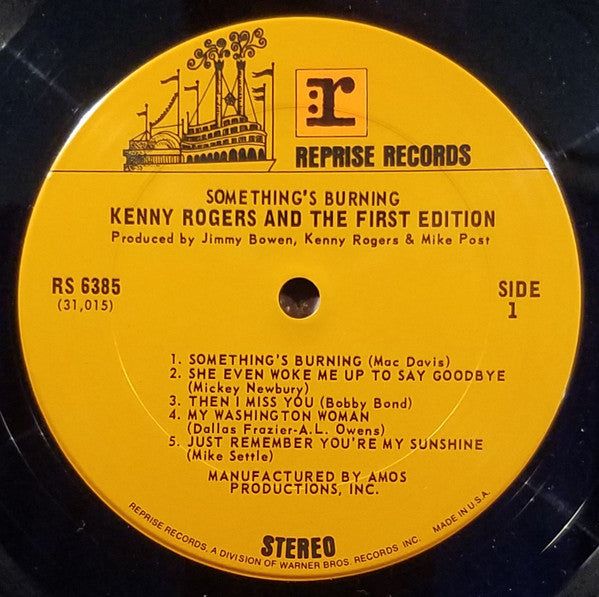 r
REPRISE RECORDS
SOMETHING'S BURNING
KENNY ROGERS AND THE FIRST EDITION
Produced by Jimmy Bowen, Kenny Rogers & Mike Post
RS 6385
(31,015)
SIDE
1
1. SOMETHING'S BURNING (Mac Davis)
2. SHE EVEN WOKE ME UP TO SAY GOODBYE
(Mickey Newbury)
3. THEN I MISS YOU (Bobby Bond)
4. MY WASHINGTON WOMAN
(Dallas Frazier-A.L. Owens)
5. JUST REMEMBER YOU'RE MY SUNSHINE
(Mike Settle)
MANUFACTURED BY AMOS
PRODUCTIONS, INC.
STEREO
REPRISE RECORDS, A DIVISION OF WARNER BROS. RECORDS INC. MADE IN U.S.A.